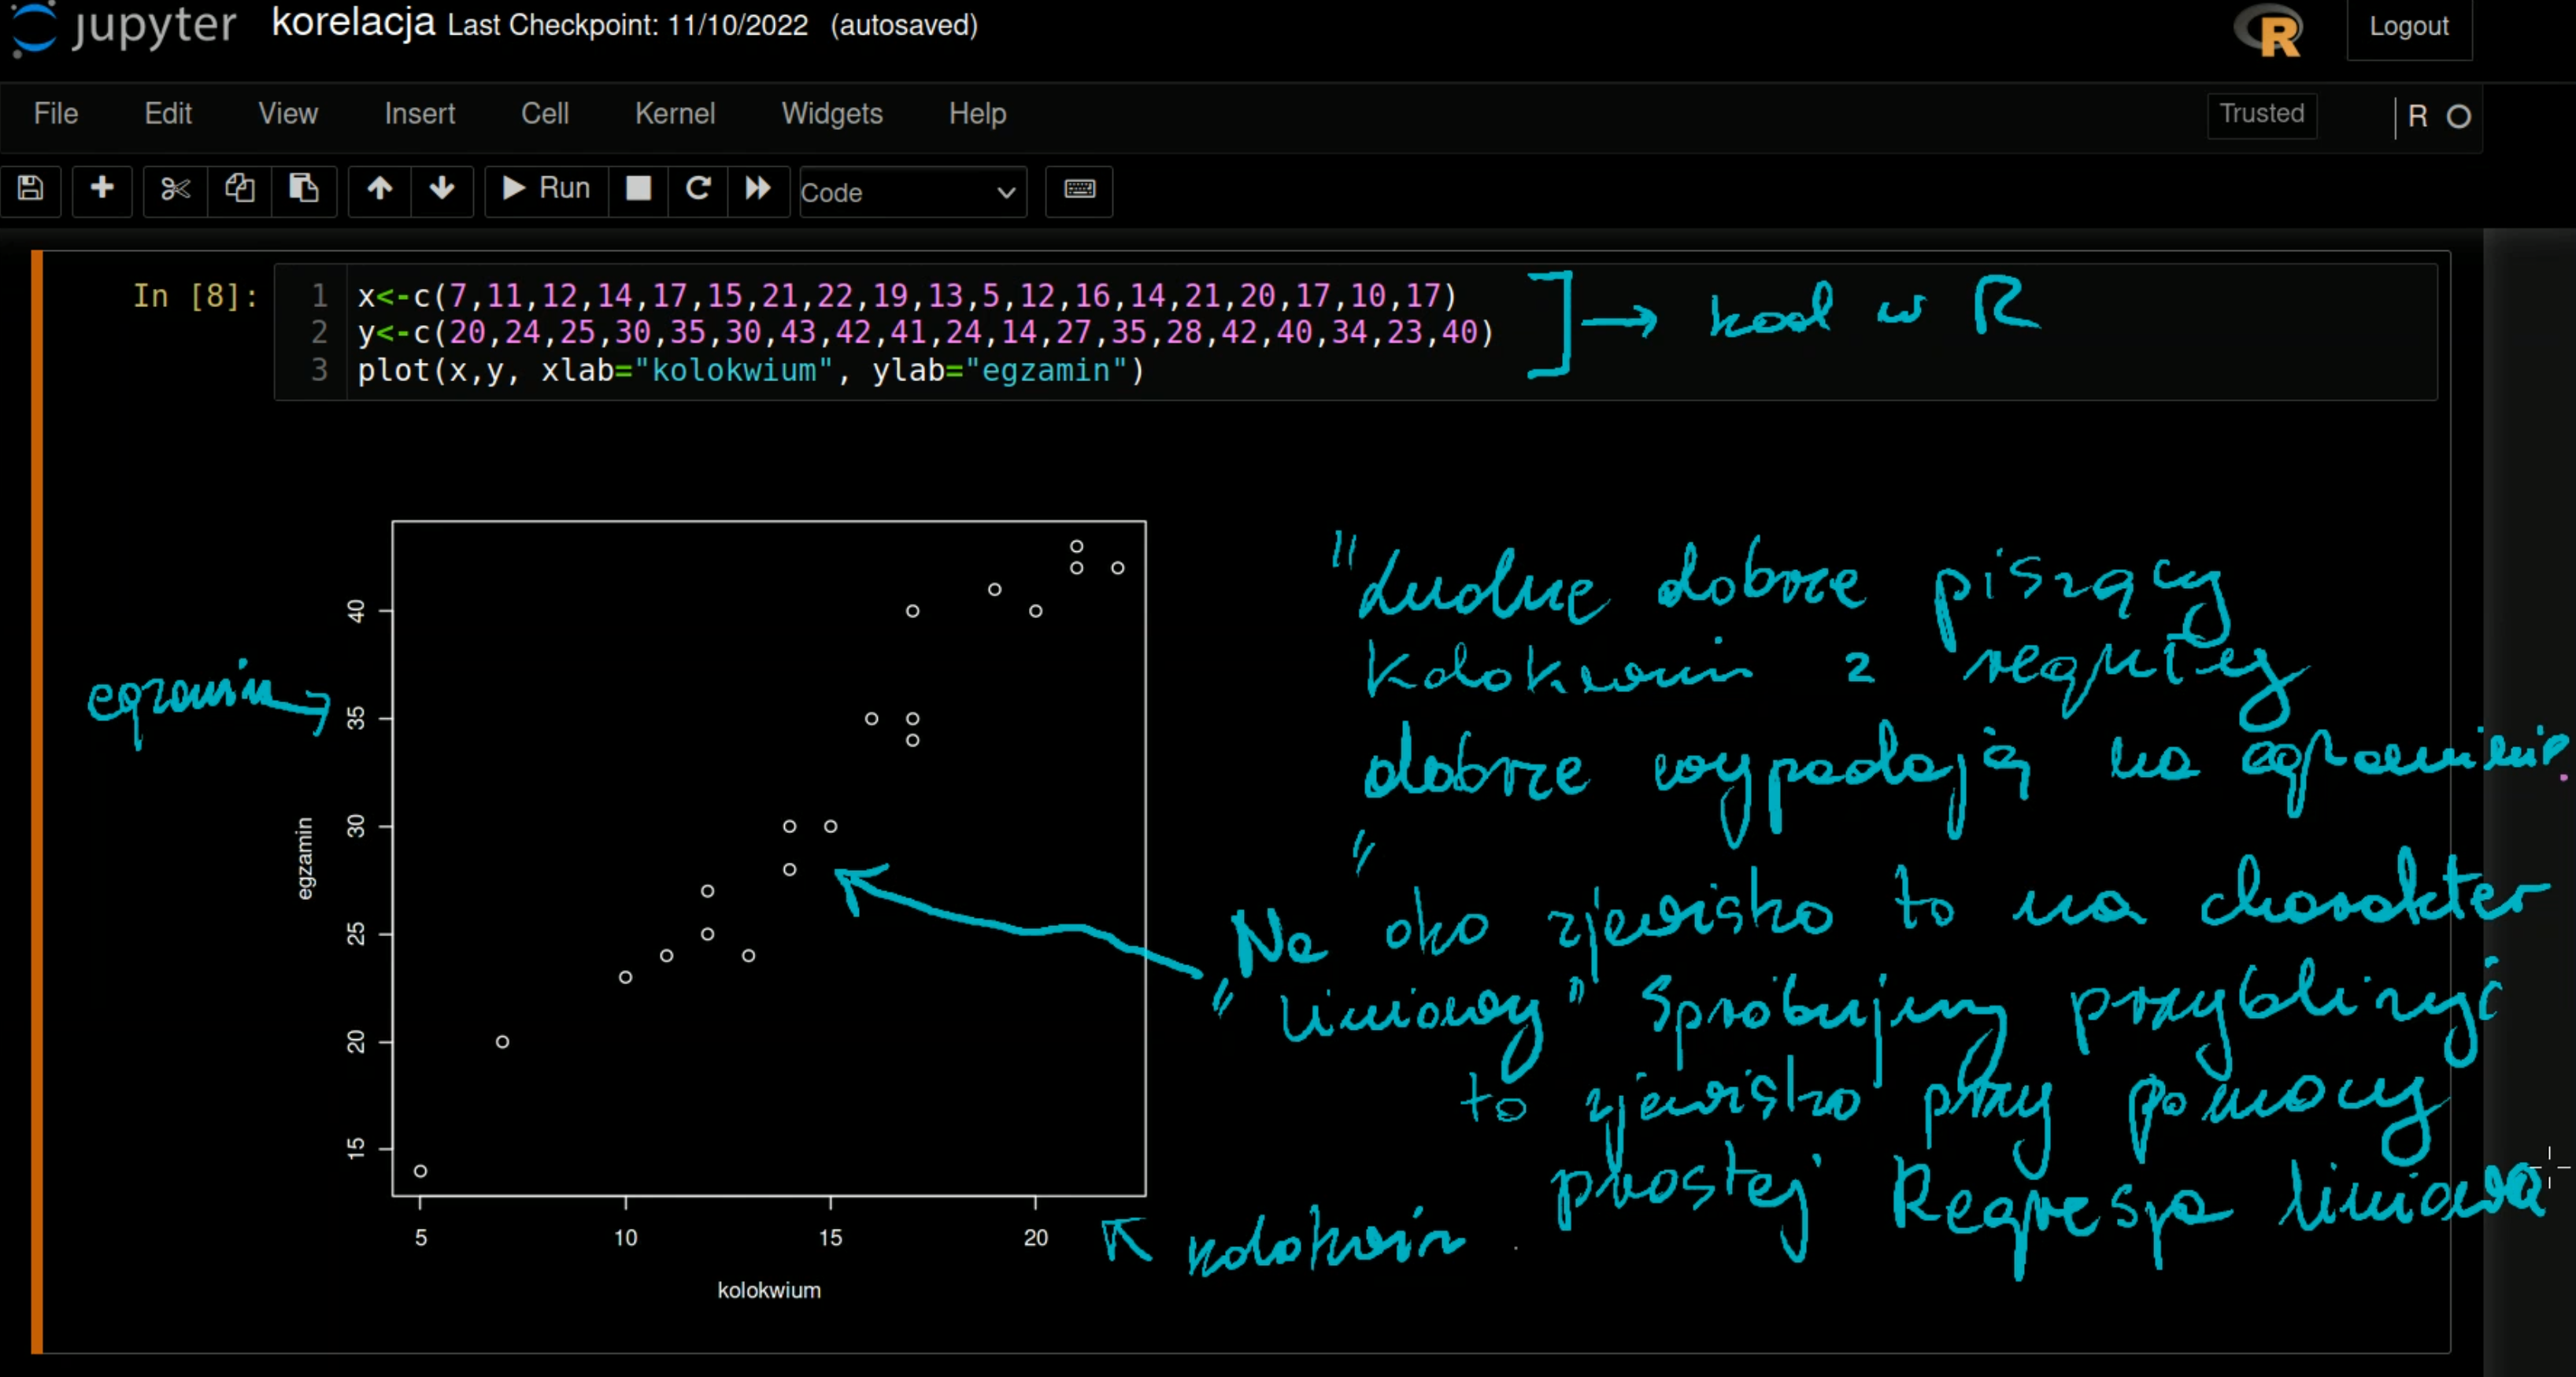 jupyter korelacja Last Checkpoint: 11/10/2022 (autosaved)
Logout
File Edit View Insert Cell Kernel Widgets Help
Trusted
R
Run
Code
In [8]:
1 x<-c(7,11,12,14,17,15,21,22,19,13,5,12,16,14,21,20,17,10,17)
2 y<-c(20,24,25,30,35,30,43,42,41,24,14,27,35,28,42,40,34,23,40)
3 plot(x,y, xlab="kolokwium", ylab="egzamin")
kod w R
egzamin
40
35
30
25
20
15
egzamin
5 10 15 20
kolokwium
dobrze piszący
z reguły
dobrze wypadają na egzaminie.
"
Na oko zjawisko to ma charakter
"liniowy" Spróbujemy przybliżyć
to zjawisko przy pomocy
prostej Regresja liniowa